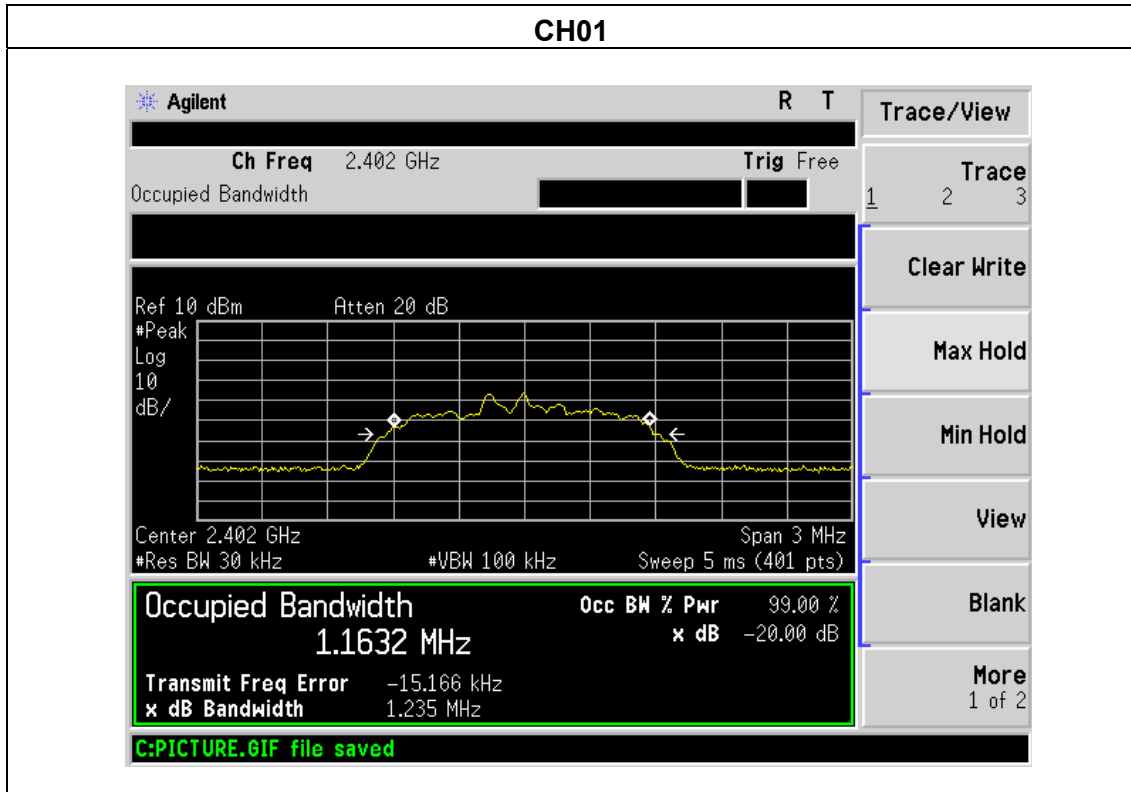 CH01
Agilent R T
Trace/View
Ch Freq 2.402 GHz Trig Free
Occupied Bandwidth
Trace
1 2 3
Clear Write
Ref 10 dBm Atten 20 dB
#Peak
Log
10
dB/
Max Hold
Min Hold
View
Center 2.402 GHz Span 3 MHz
#Res BW 30 kHz #VBW 100 kHz Sweep 5 ms (401 pts)
Occupied Bandwidth Occ BW % Pwr 99.00 %
1.1632 MHz x dB -20.00 dB
Blank
Transmit Freq Error -15.166 kHz
x dB Bandwidth 1.235 MHz
More
1 of 2
C:PICTURE.GIF file saved